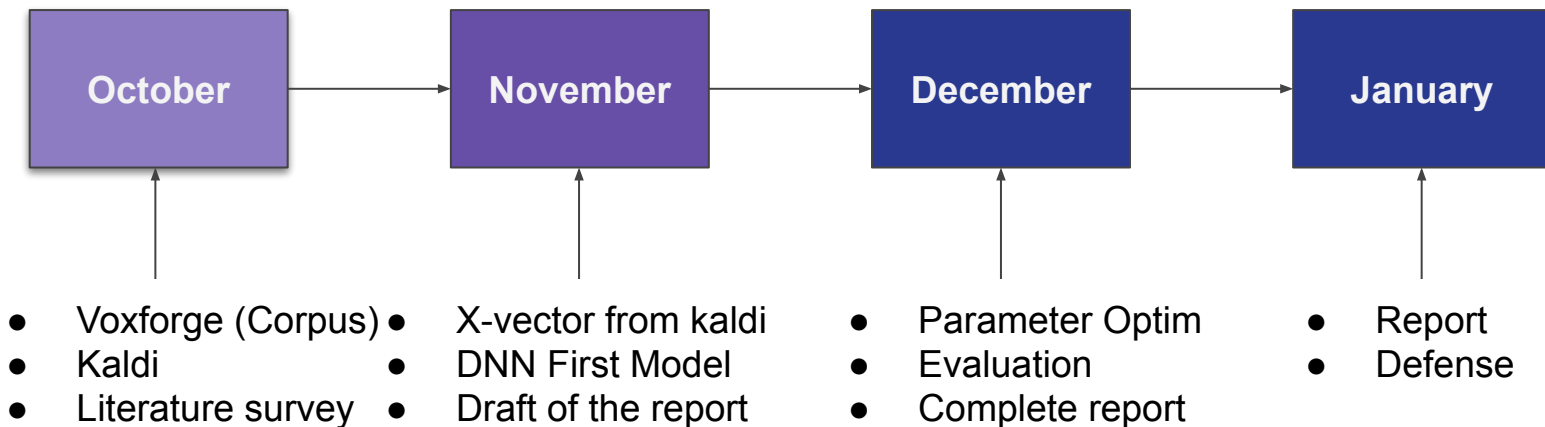 October
November
December
January
● Voxforge (Corpus)
● Kaldi
● Literature survey
● X-vector from kaldi
● DNN First Model
● Draft of the report
● Parameter Optim
● Evaluation
● Complete report
● Report
● Defense